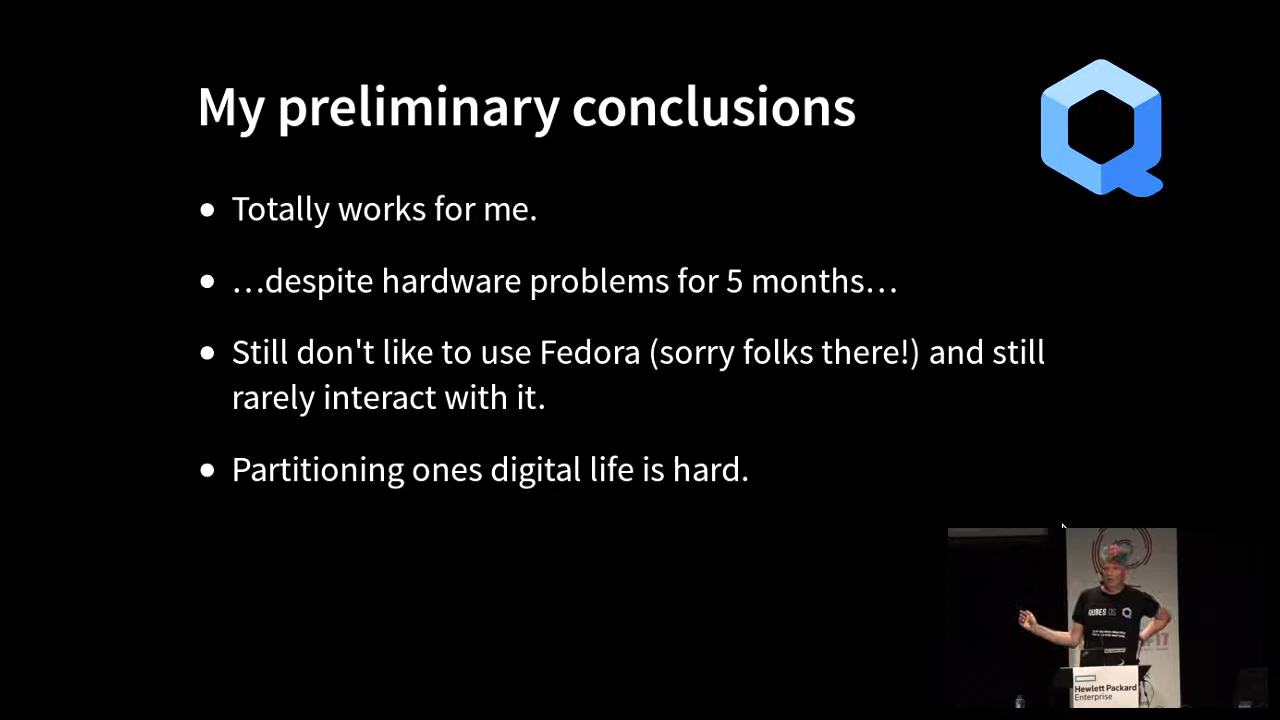 My preliminary conclusions
• Totally works for me.
• …despite hardware problems for 5 months…
• Still don't like to use Fedora (sorry folks there!) and still
rarely interact with it.
• Partitioning ones digital life is hard.
QUBES OS
17
Hewlett Packard
Enterprise